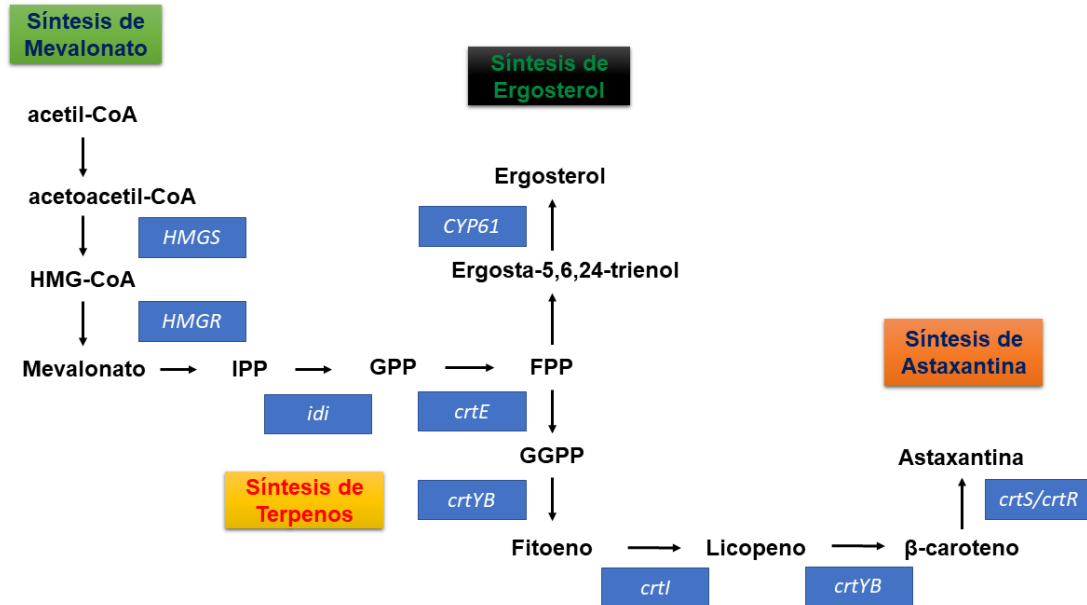 Síntesis de
Mevalonato
Síntesis de
Ergosterol
acetil-CoA
Ergosterol
acetoacetil-CoA
HMGS
CYP61
HMG-CoA
Ergosta-5,6,24-trienol
HMGR
Síntesis de
Astaxantina
Mevalonato
IPP
GPP
FPP
idi
crtE
GGPP
Astaxantina
Síntesis de
Terpenos
crtYB
crtS/crtR
Fitoeno
Licopeno
β-caroteno
crtI
crtYB